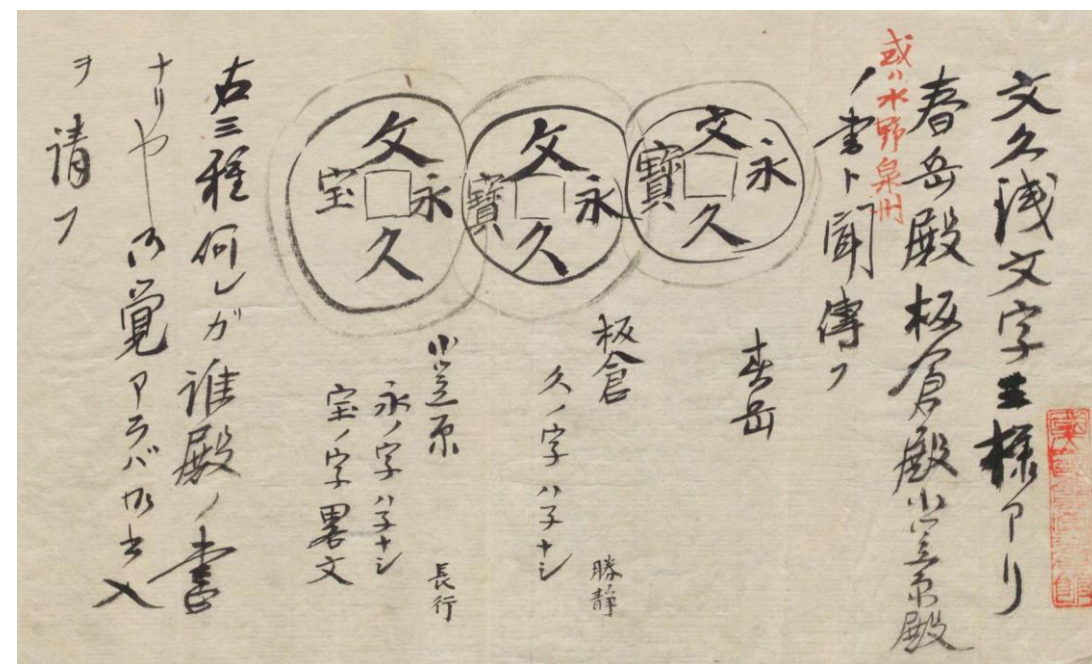 文久銭文字三様アリ
春岳殿板倉殿小笠原殿
或ハ水野泉州
ノ書ト聞傳フ
文久永寳
文久永寳
文久永宝
春岳
板倉 勝静
久ノ字ハ子ナシ
小笠原 長行
永ノ字ハ子ナシ
宝ノ字畧文
右三種何レガ誰殿ノ書
ナリヤ御覚アラバ御書入
ヲ請フ